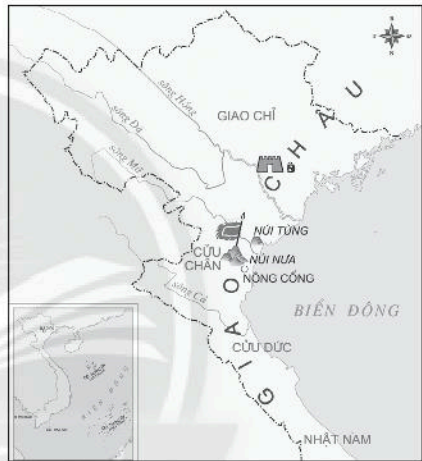 GIAO CHỈ
GIAO CHÂU
sông Hồng
sông Đà
sông Mã
NÚI TÙNG
CỬU
CHÂN
NÚI NƯA
NÔNG CỐNG
sông Cả
BIỂN ĐÔNG
CỬU ĐỨC
NHẬT NAM